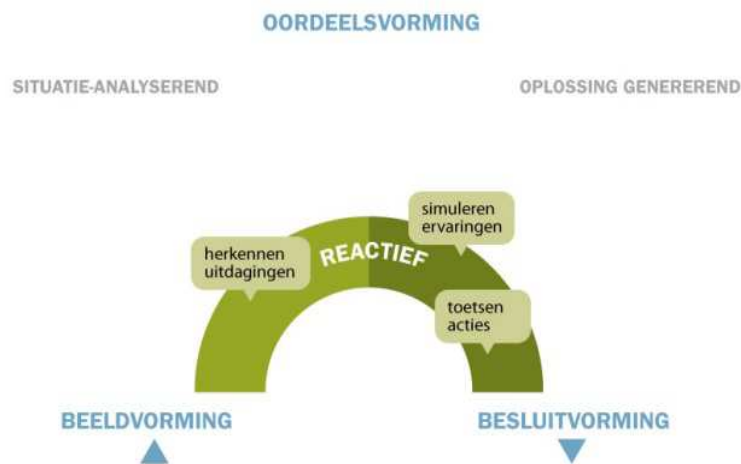 OORDEELSVORMING
SITUATIE-ANALYSEREND
OPLOSSING GENEREREND
simuleren
ervaringen
herkennen
uitdagingen
REACTIEF
toetsen
acties
BEELDVORMING
BESLUITVORMING